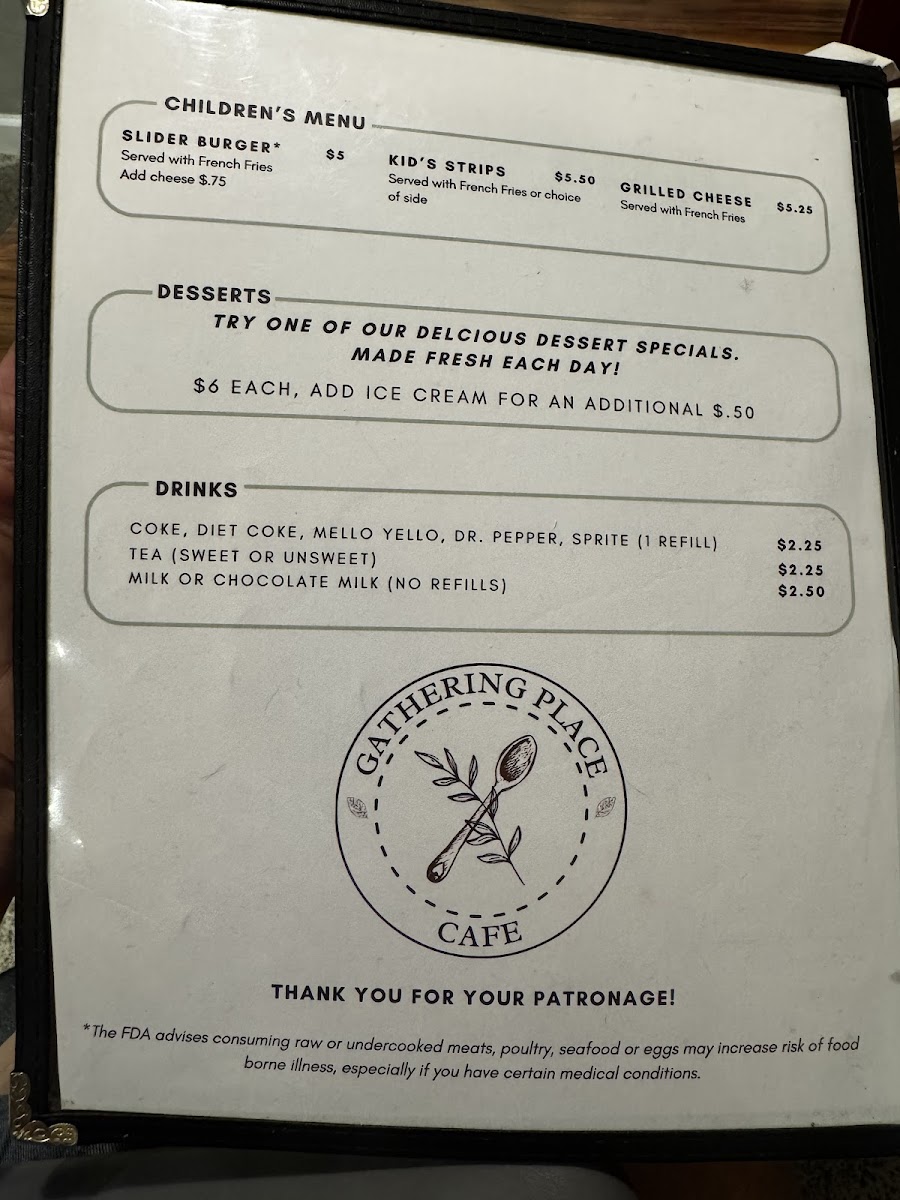 CHILDREN'S MENU
SLIDER BURGER* $5
Served with French Fries
Add cheese $.75
KID'S STRIPS $5.50
Served with French Fries or choice
of side
GRILLED CHEESE $5.25
Served with French Fries
DESSERTS
TRY ONE OF OUR DELCIOUS DESSERT SPECIALS.
MADE FRESH EACH DAY!
$6 EACH, ADD ICE CREAM FOR AN ADDITIONAL $.50
DRINKS
COKE, DIET COKE, MELLO YELLO, DR. PEPPER, SPRITE (1 REFILL) $2.25
TEA (SWEET OR UNSWEET) $2.25
MILK OR CHOCOLATE MILK (NO REFILLS) $2.50
GATHERING PLACE
CAFE
THANK YOU FOR YOUR PATRONAGE!
*The FDA advises consuming raw or undercooked meats, poultry, seafood or eggs may increase risk of food
borne illness, especially if you have certain medical conditions.